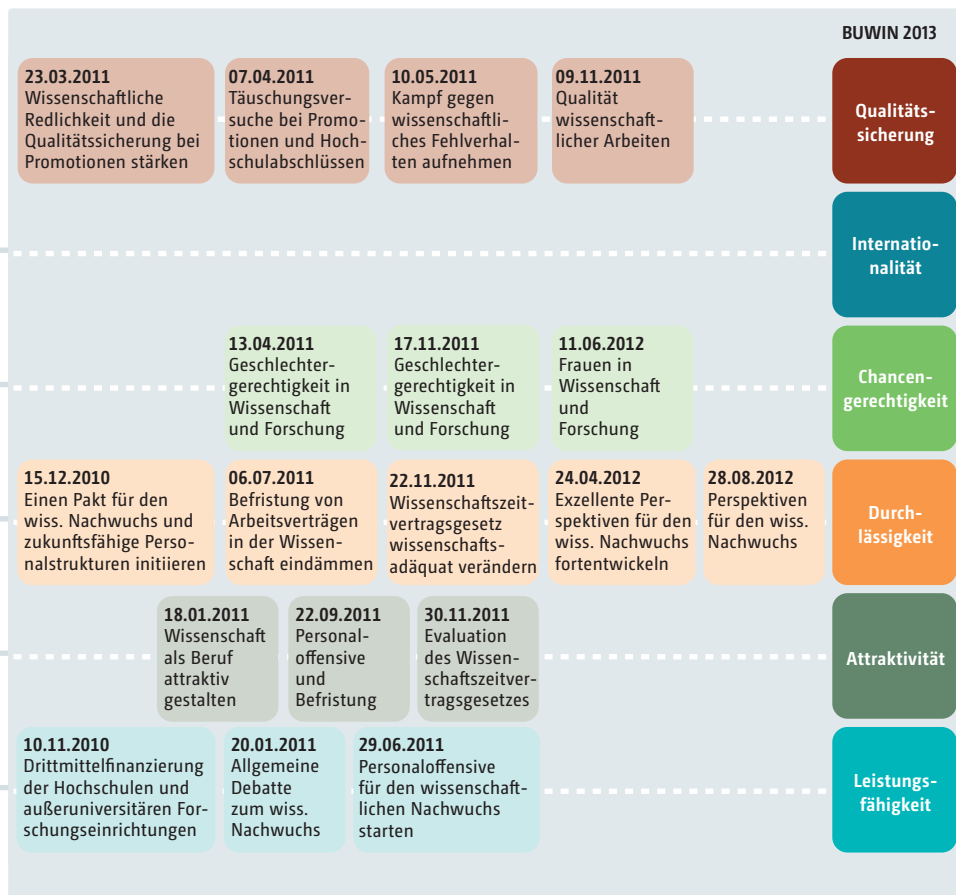 BUWIN 2013
23.03.2011
Wissenschaftliche
Redlichkeit und die
Qualitätssicherung bei
Promotionen stärken
07.04.2011
Täuschungsver-
suche bei Promo-
tionen und Hoch-
schulabschlüssen
10.05.2011
Kampf gegen
wissenschaftli-
ches Fehlverhal-
ten aufnehmen
09.11.2011
Qualität
wissenschaft-
licher Arbeiten
Qualitäts-
sicherung
Internatio-
nalität
13.04.2011
Geschlechter-
gerechtigkeit in
Wissenschaft
und Forschung
17.11.2011
Geschlechter-
gerechtigkeit in
Wissenschaft
und Forschung
11.06.2012
Frauen in
Wissenschaft
und
Forschung
Chancen-
gerechtigkeit
15.12.2010
Einen Pakt für den
wiss. Nachwuchs und
zukunftsfähige Perso-
nalstrukturen initiieren
06.07.2011
Befristung von
Arbeitsverträgen
in der Wissen-
schaft eindämmen
22.11.2011
Wissenschaftszeit-
vertragsgesetz
wissenschafts-
adäquat verändern
24.04.2012
Exzellente Per-
spektiven für den
wiss. Nachwuchs
fortentwickeln
28.08.2012
Perspektiven
für den wiss.
Nachwuchs
Durch-
lässigkeit
18.01.2011
Wissenschaft
als Beruf
attraktiv
gestalten
22.09.2011
Personal-
offensive
und
Befristung
30.11.2011
Evaluation
des Wissen-
schaftszeitver-
tragsgesetzes
Attraktivität
10.11.2010
Drittmittelfinanzierung
der Hochschulen und
außeruniversitären For-
schungseinrichtungen
20.01.2011
Allgemeine
Debatte
zum wiss.
Nachwuchs
29.06.2011
Personaloffensive
für den wissenschaft-
lichen Nachwuchs
starten
Leistungs-
fähigkeit